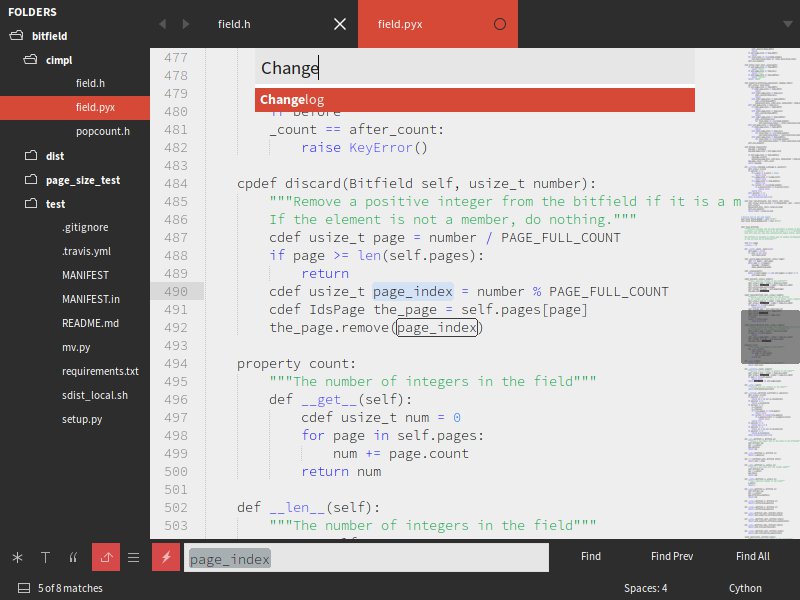 FOLDERS
bitfield
cimpl
field.h
field.pyx
popcount.h
dist
page_size_test
test
.gitignore
.travis.yml
MANIFEST
MANIFEST.in
README.md
mv.py
requirements.txt
sdist_local.sh
setup.py
field.h
field.pyx
Change
Changelog
477
478
479
480 if before
481 _count == after_count:
482 raise KeyError()
483
484 cpdef discard(Bitfield self, usize_t number):
485 """Remove a positive integer from the bitfield if it is a m
486 If the element is not a member, do nothing."""
487 cdef usize_t page = number / PAGE_FULL_COUNT
488 if page >= len(self.pages):
489 return
490 cdef usize_t page_index = number % PAGE_FULL_COUNT
491 cdef IdsPage the_page = self.pages[page]
492 the_page.remove(page_index)
493
494 property count:
495 """The number of integers in the field"""
496 def __get__(self):
497 cdef usize_t num = 0
498 for page in self.pages:
499 num += page.count
500 return num
501
502 def __len__(self):
503 """The number of integers in the field"""
page_index
Find
Find Prev
Find All
5 of 8 matches
Spaces: 4
Cython